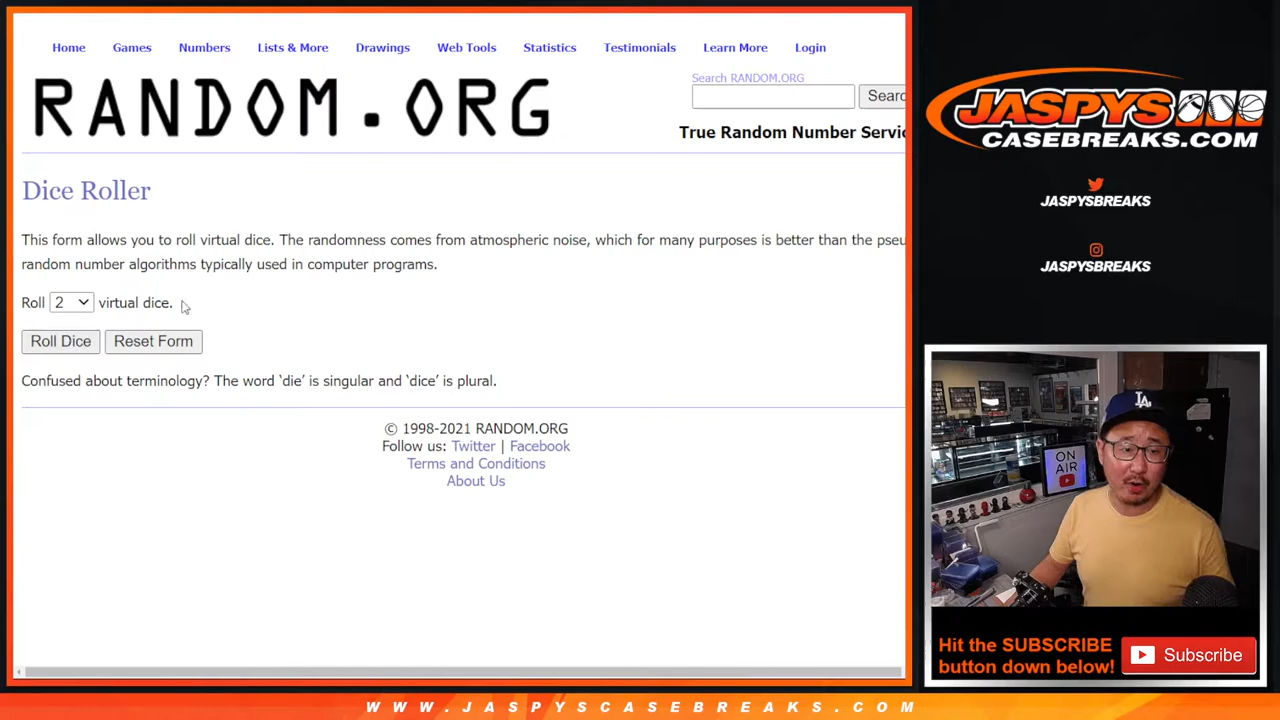 Home Games Numbers Lists & More Drawings Web Tools Statistics Testimonials Learn More Login
RANDOM.ORG
Search RANDOM.ORG
Searc
True Random Number Servic
Dice Roller
This form allows you to roll virtual dice. The randomness comes from atmospheric noise, which for many purposes is better than the pseu
random number algorithms typically used in computer programs.
Roll 2 virtual dice.
Roll Dice Reset Form
Confused about terminology? The word ‘die’ is singular and ‘dice’ is plural.
© 1998-2021 RANDOM.ORG
Follow us: Twitter | Facebook
Terms and Conditions
About Us
JASPYS
CASEBREAKS.COM
JASPYSBREAKS
JASPYSBREAKS
LA
ON
AIR
Hit the SUBSCRIBE
button down below!
Subscribe
WWW.JASPYSCASEBREAKS.COM